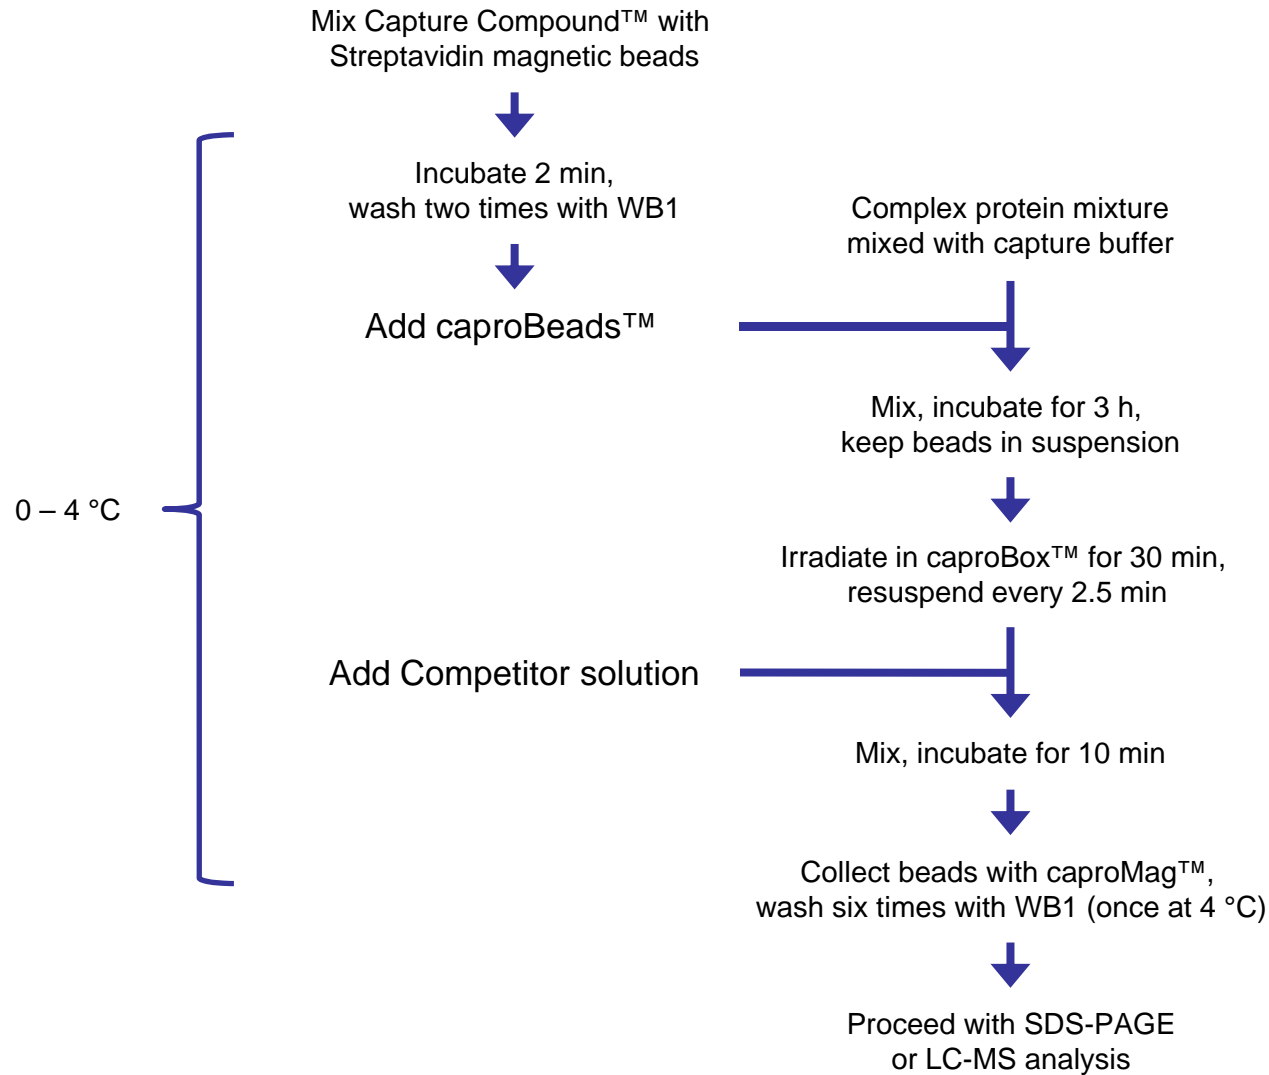 Mix Capture Compound™ with
Streptavidin magnetic beads
Incubate 2 min,
wash two times with WB1
Complex protein mixture
mixed with capture buffer
Add caproBeads™
Mix, incubate for 3 h,
keep beads in suspension
0 – 4 °C
Irradiate in caproBox™ for 30 min,
resuspend every 2.5 min
Add Competitor solution
Mix, incubate for 10 min
Collect beads with caproMag™,
wash six times with WB1 (once at 4 °C)
Proceed with SDS-PAGE
or LC-MS analysis